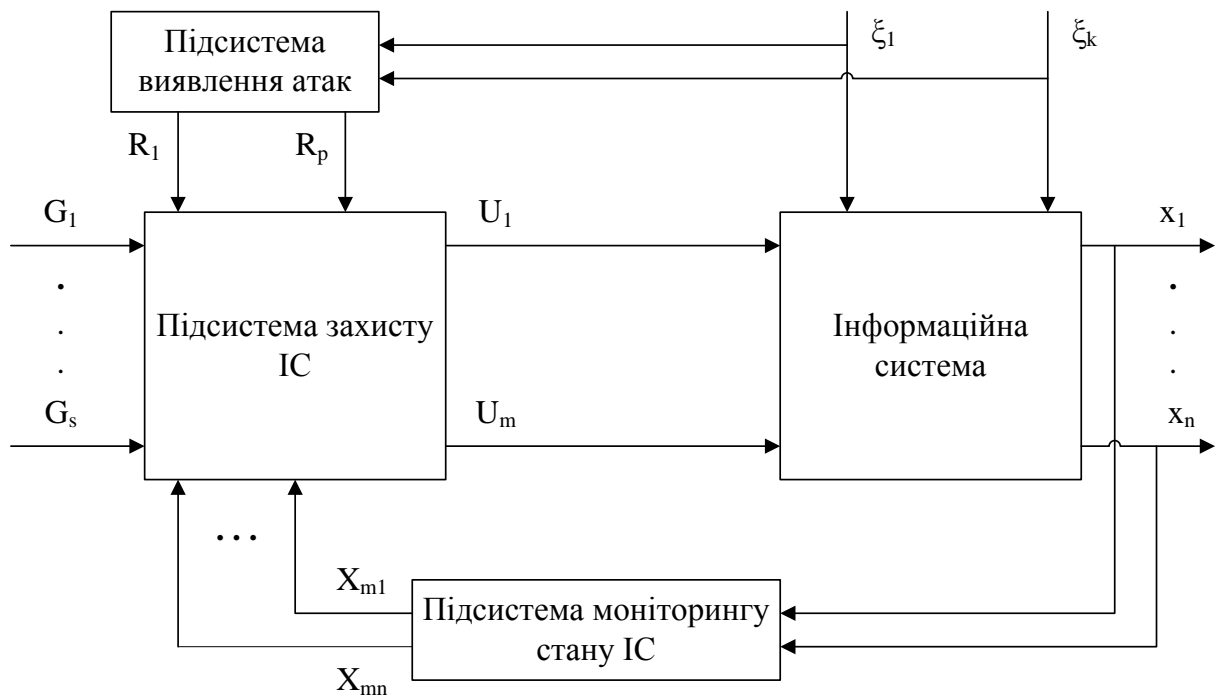 Підсистема
виявлення атак
ξ1
ξk
R1
Rp
G1
U1
x1
.
.
.
Підсистема захисту
ІС
Інформаційна
система
.
.
.
Gs
Um
xn
...
Xm1
Підсистема моніторингу
стану ІС
Xmn